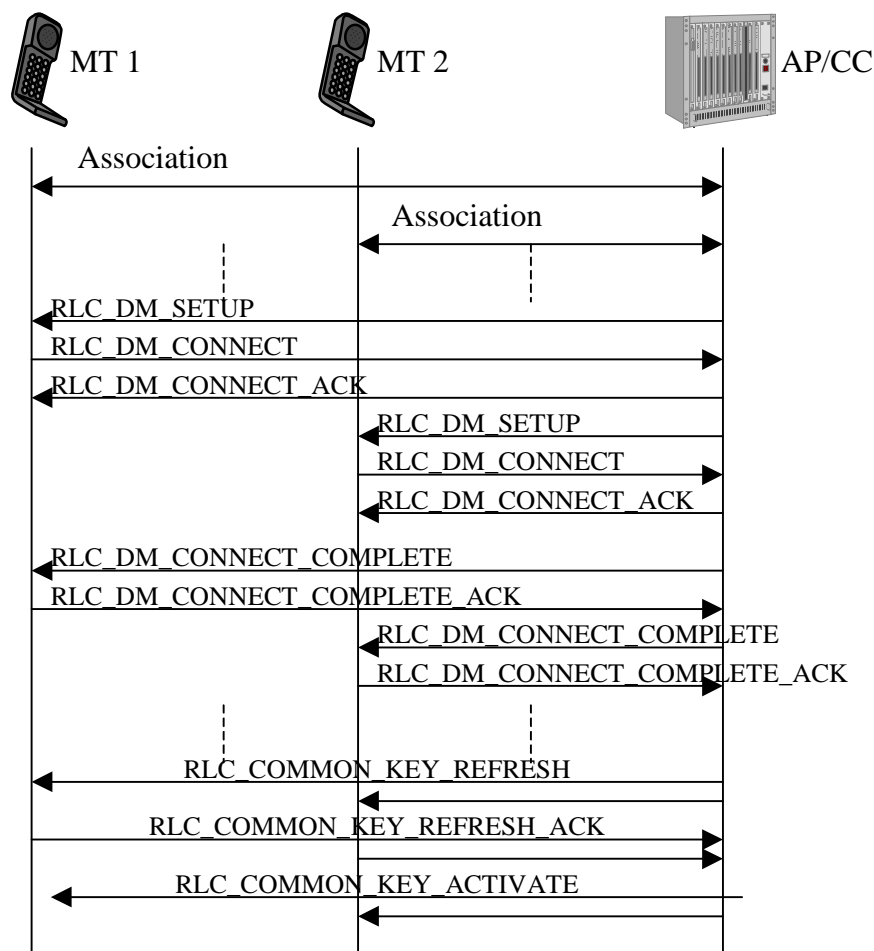 MT 1
MT 2
AP/CC
Association
Association
RLC_DM_SETUP
RLC_DM_CONNECT
RLC_DM_CONNECT_ACK
RLC_DM_SETUP
RLC_DM_CONNECT
RLC_DM_CONNECT_ACK
RLC_DM_CONNECT_COMPLETE
RLC_DM_CONNECT_COMPLETE_ACK
RLC_DM_CONNECT_COMPLETE
RLC_DM_CONNECT_COMPLETE_ACK
RLC_COMMON_KEY_REFRESH
RLC_COMMON_KEY_REFRESH_ACK
RLC_COMMON_KEY_ACTIVATE